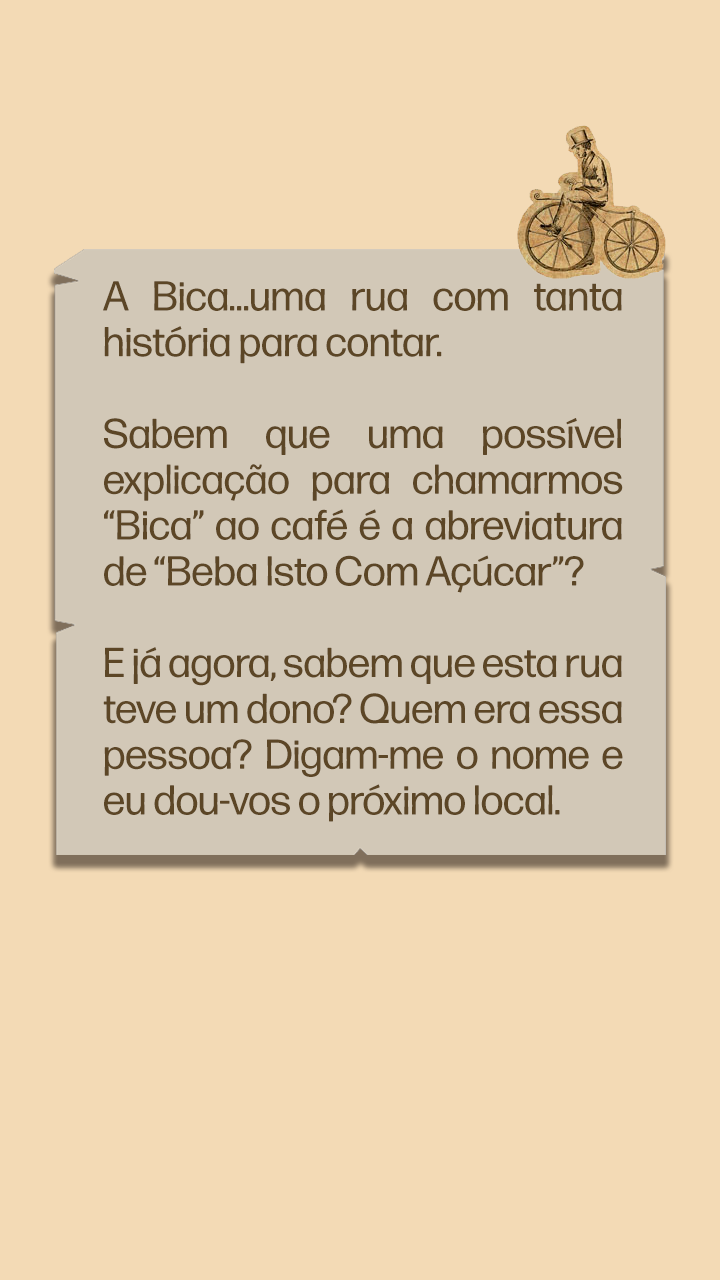 A Bica...uma rua com tanta
história para contar.
Sabem que uma possível
explicação para chamarmos
“Bica” ao café é a abreviatura
de “Beba Isto Com Açúcar”?
E já agora, sabem que esta rua
teve um dono? Quem era essa
pessoa? Digam-me o nome e
eu dou-vos o próximo local.